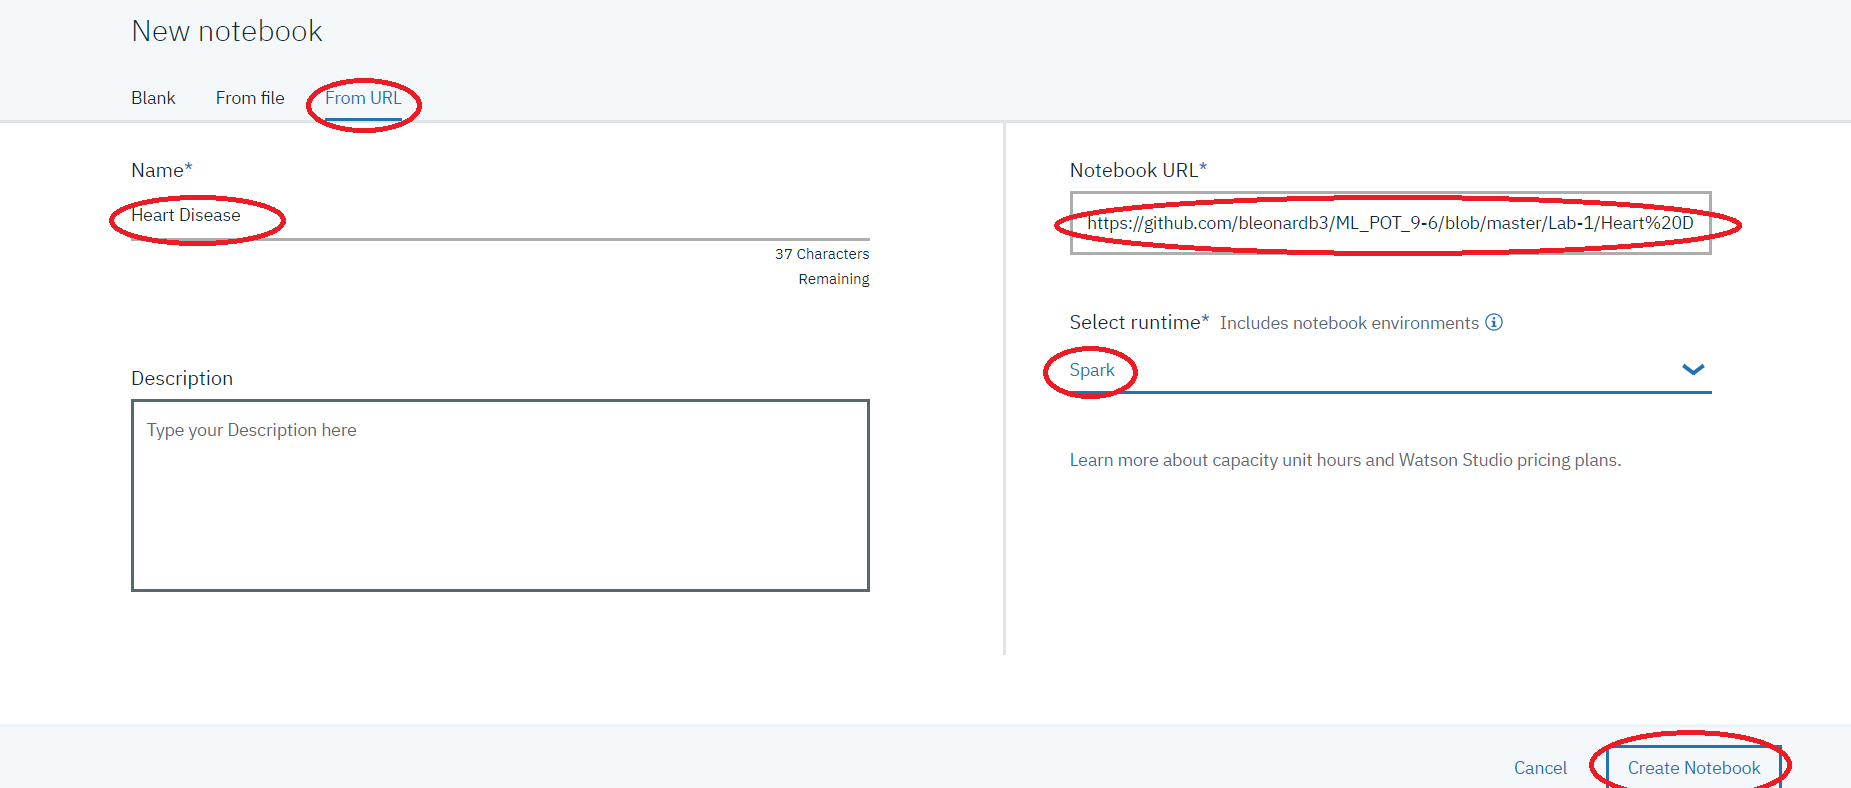 New notebook
Blank From file From URL
Name*
Heart Disease
37 Characters
Remaining
Description
Type your Description here
Notebook URL*
https://github.com/bleonardb3/ML_POT_9-6/blob/master/Lab-1/Heart%20D
Select runtime* Includes notebook environments
Spark
Learn more about capacity unit hours and Watson Studio pricing plans.
Cancel Create Notebook